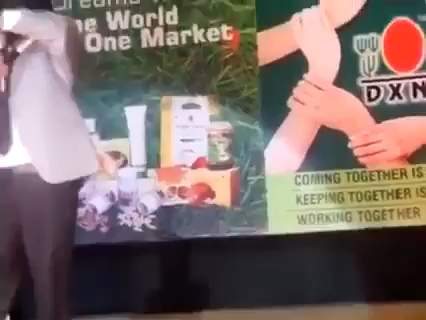 One World
One Market
DXN
COMING TOGETHER IS
KEEPING TOGETHER IS
WORKING TOGETHER